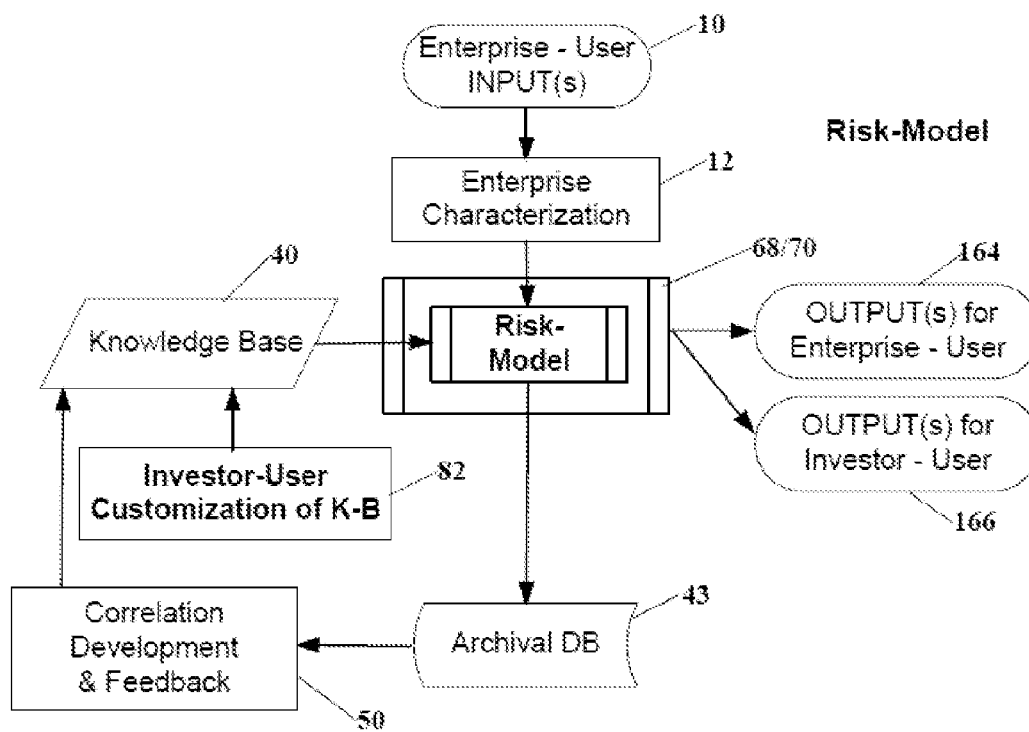 10
Enterprise - User
INPUT(s)
Risk-Model
12
Enterprise
Characterization
68/70
40
164
Knowledge Base
Risk-
Model
OUTPUT(s) for
Enterprise - User
OUTPUT(s) for
Investor - User
Investor-User
Customization of K-B
82
166
43
Correlation
Development
& Feedback
Archival DB
50